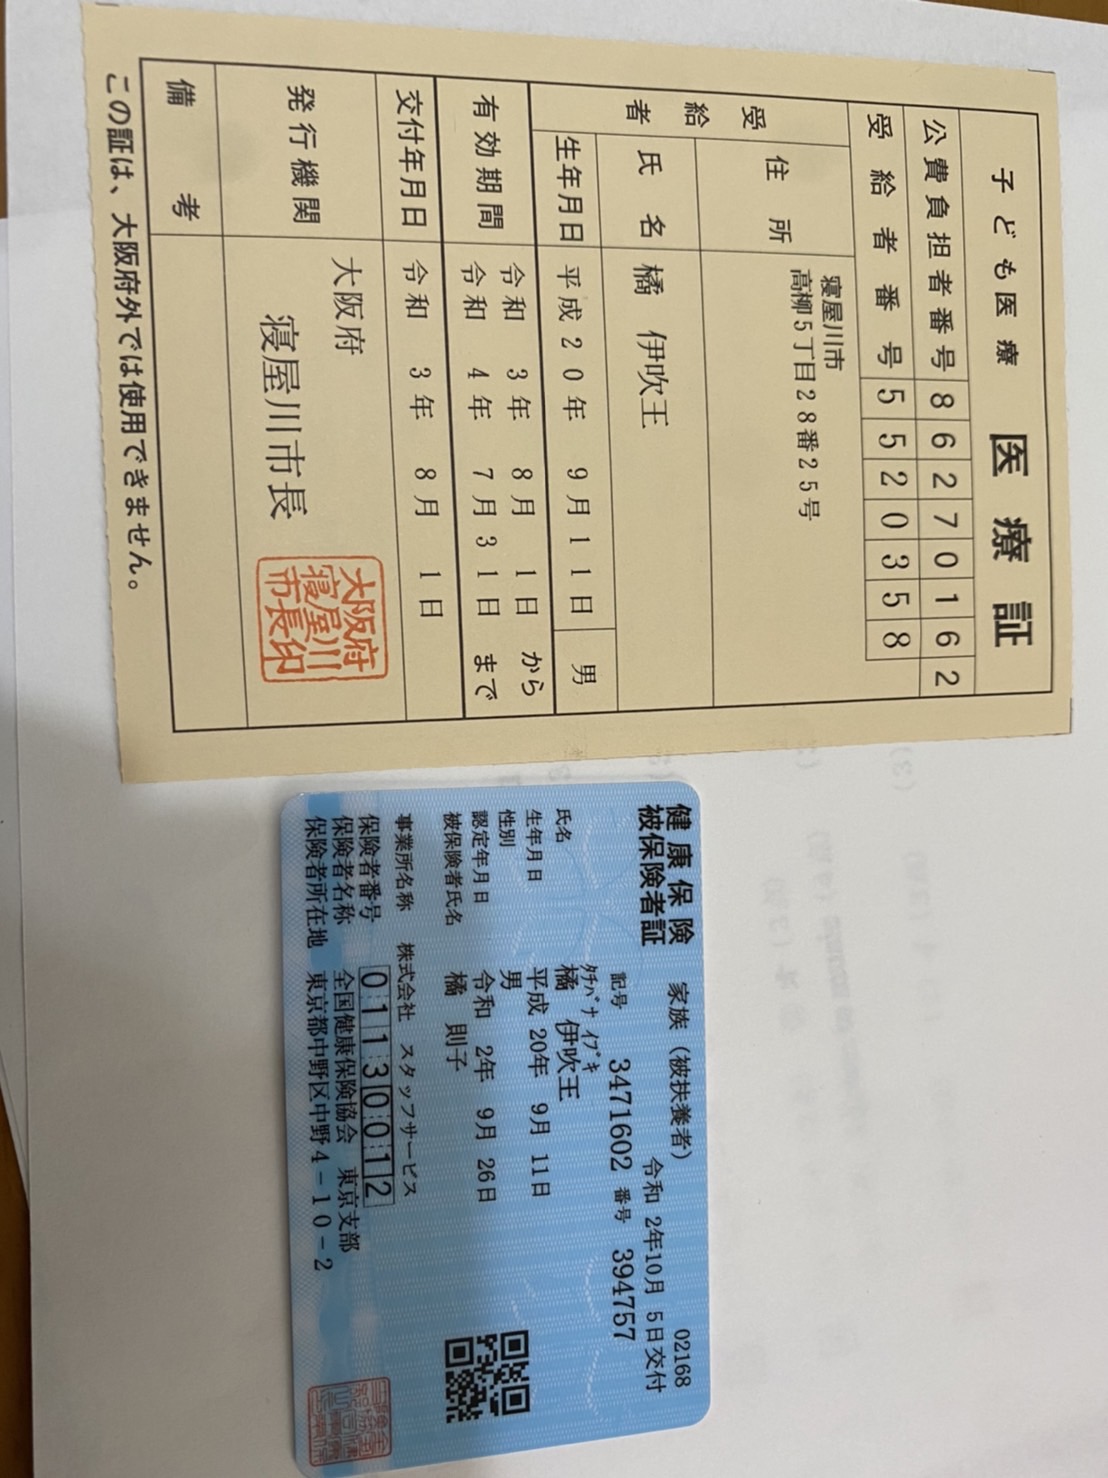 子ども医療 医療証
公費負担者番号 86270162
受給者番号 5520358
受給者
住所 寝屋川市
高柳5丁目28番25号
氏名 橘 伊吹王
生年月日 平成20年 9月11日 男
有効期間 令和 3年 8月 1日 から
令和 4年 7月31日 まで
交付年月日 令和 3年 8月 1日
発行機関 大阪府
寝屋川市長
大阪府
寝屋川
市長印
備考
この証は、大阪府外では使用できません。
02168
健康保険 家族（被扶養者） 令和 2年10月 5日交付
被保険者証
記号 3471602 番号 394757
ﾀﾁﾊﾞﾅ ｲﾌﾞｷ
氏名 橘 伊吹王
生年月日 平成 20年 9月 11日
性別 男
認定年月日 令和 2年 9月 26日
被保険者氏名 橘 則子
事業所名称 株式会社 スタッフサービス
保険者番号 01130012
保険者名称 全国健康保険協会 東京支部
保険者所在地 東京都中野区中野4-10-2